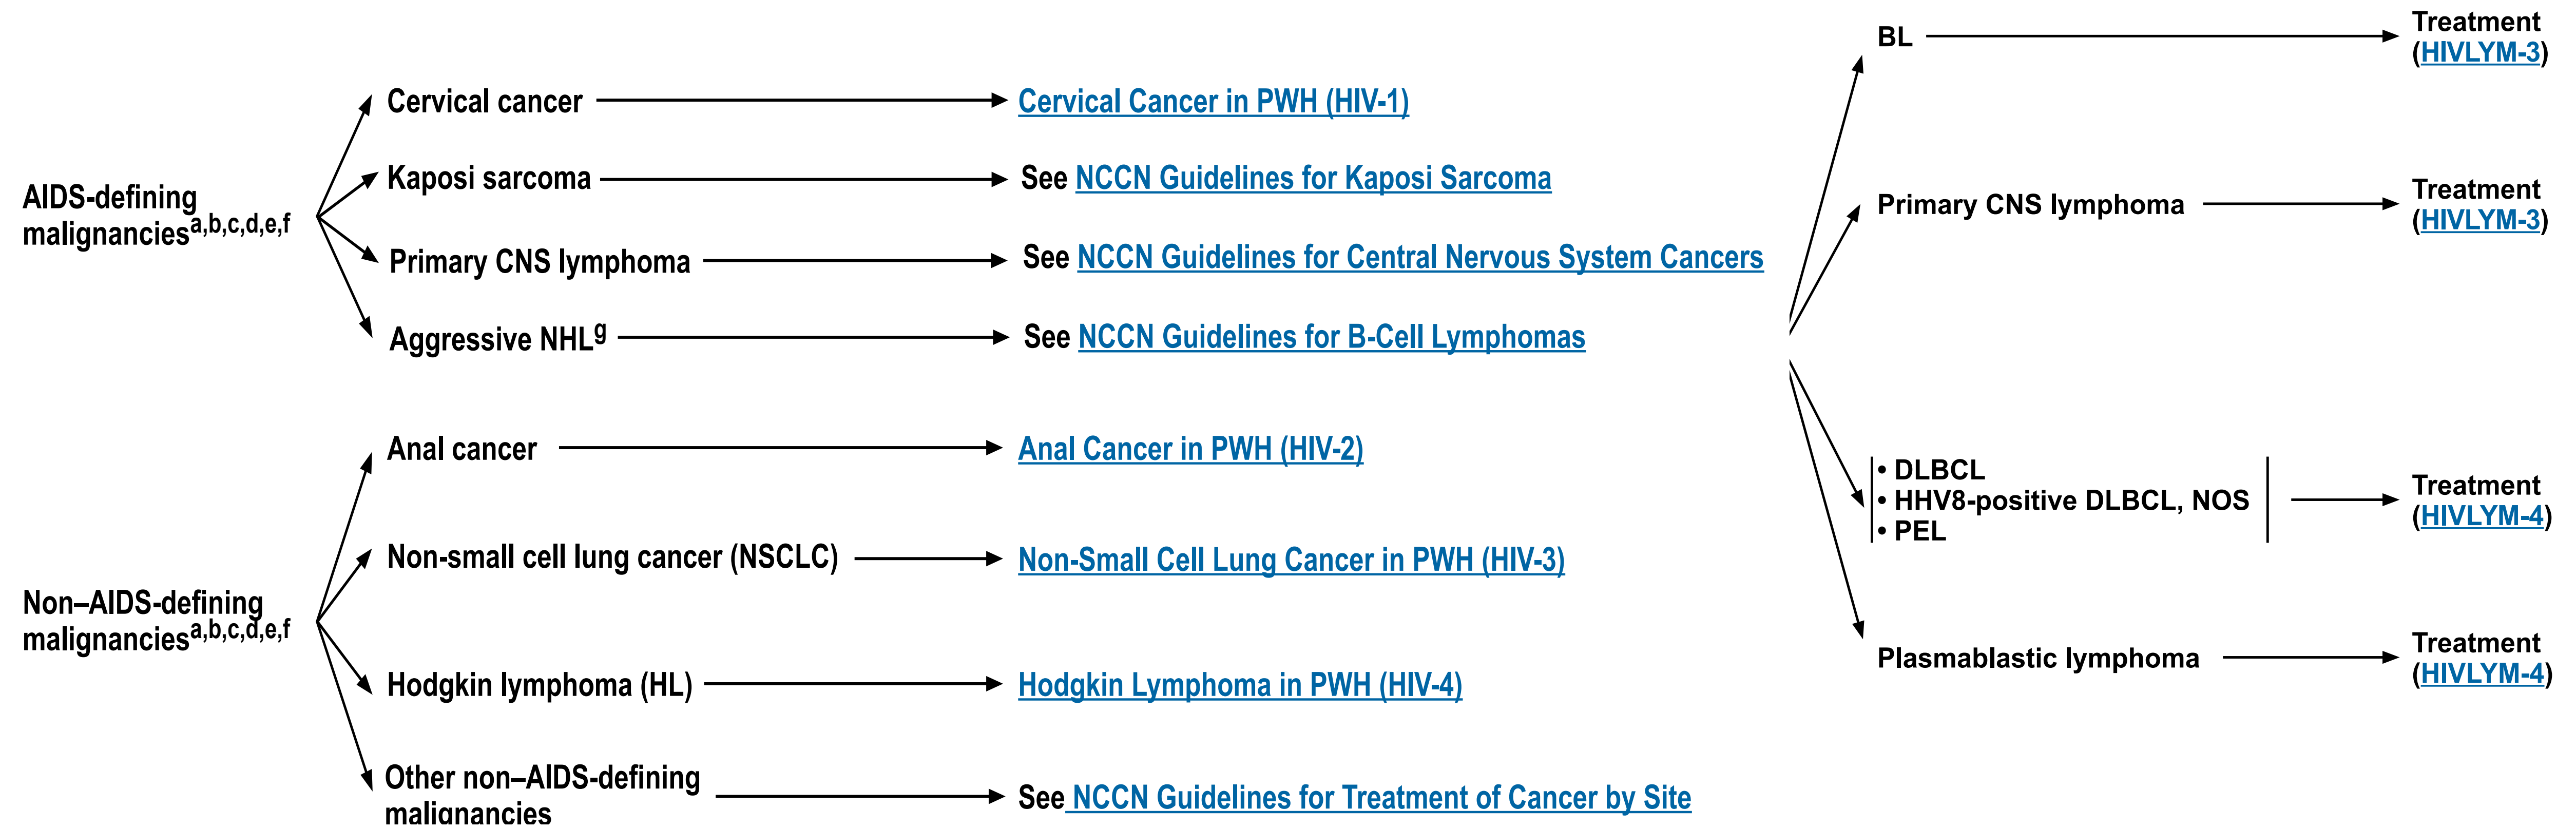 AIDS-defining
malignancies a,b,c,d,e,f
Cervical cancer
Cervical Cancer in PWH (HIV-1)
Kaposi sarcoma
See NCCN Guidelines for Kaposi Sarcoma
Primary CNS lymphoma
See NCCN Guidelines for Central Nervous System Cancers
Aggressive NHL g
See NCCN Guidelines for B-Cell Lymphomas
Non–AIDS-defining
malignancies a,b,c,d,e,f
Anal cancer
Anal Cancer in PWH (HIV-2)
Non-small cell lung cancer (NSCLC)
Non-Small Cell Lung Cancer in PWH (HIV-3)
Hodgkin lymphoma (HL)
Hodgkin Lymphoma in PWH (HIV-4)
Other non–AIDS-defining
malignancies
See NCCN Guidelines for Treatment of Cancer by Site
BL
Treatment
(HIVLYM-3)
Primary CNS lymphoma
Treatment
(HIVLYM-3)
• DLBCL
• HHV8-positive DLBCL, NOS
• PEL
Treatment
(HIVLYM-4)
Plasmablastic lymphoma
Treatment
(HIVLYM-4)